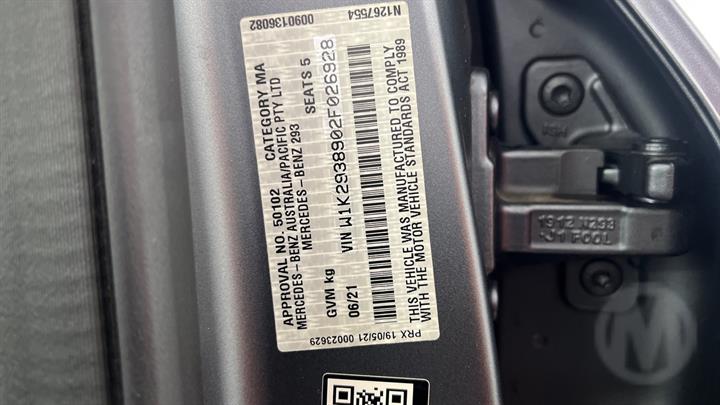 0090136082 N1267554
APPROVAL NO. 50102 CATEGORY MA
MERCEDES-BENZ AUSTRALIA/PACIFIC PTY LTD
MERCEDES-BENZ 293
GVM kg SEATS 5
06/21 VIN W1K2938902F026928
THIS VEHICLE WAS MANUFACTURED TO COMPLY
WITH THE MOTOR VEHICLE STANDARDS ACT 1989
PRX 19/05/21 00023629
M